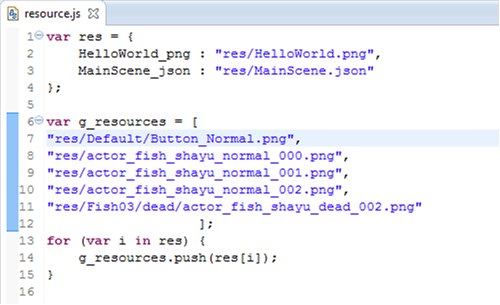 resource.js
1 var res = {
2     HelloWorld_png : "res/HelloWorld.png",
3     MainScene_json : "res/MainScene.json"
4 };
5
6 var g_resources = [
7 "res/Default/Button_Normal.png",
8 "res/actor_fish_shayu_normal_000.png",
9 "res/actor_fish_shayu_normal_001.png",
10 "res/actor_fish_shayu_normal_002.png",
11 "res/Fish03/dead/actor_fish_shayu_dead_002.png"
12                     ];
13 for (var i in res) {
14     g_resources.push(res[i]);
15 }
16